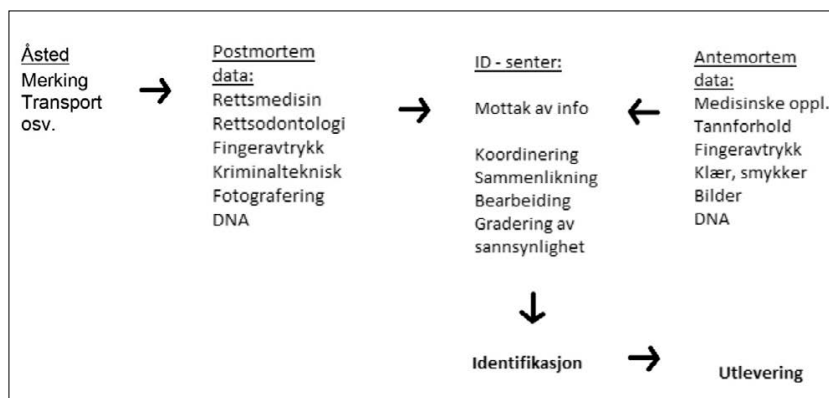 Åsted
Merking
Transport
osv.
Postmortem
data:
Rettsmedisin
Rettsodontologi
Fingeravtrykk
Kriminalteknisk
Fotografering
DNA
ID - senter:
Mottak av info
Koordinering
Sammenlikning
Bearbeiding
Gradering av
sannsynlighet
Antemortem
data:
Medisinske oppl.
Tannforhold
Fingeravtrykk
Klær, smykker
Bilder
DNA
Identifikasjon
Utlevering